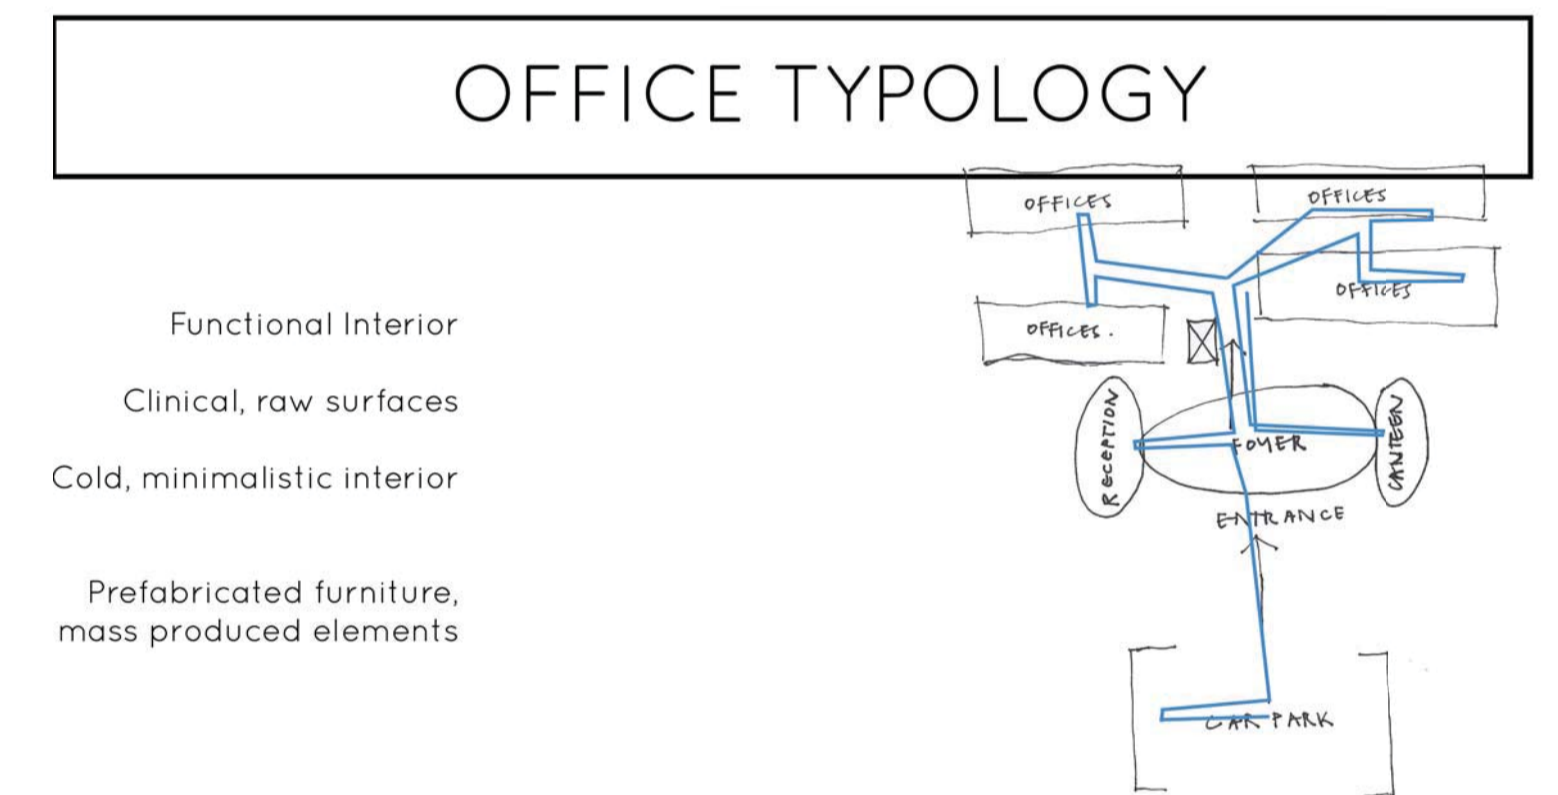 OFFICE TYPOLOGY
OFFICES
OFFICES
OFFICES
OFFICES.
Functional Interior
Clinical, raw surfaces
Cold, minimalistic interior
Prefabricated furniture,
mass produced elements
RECEPTION
FOYER
CANTEEN
ENTRANCE
CAR PARK